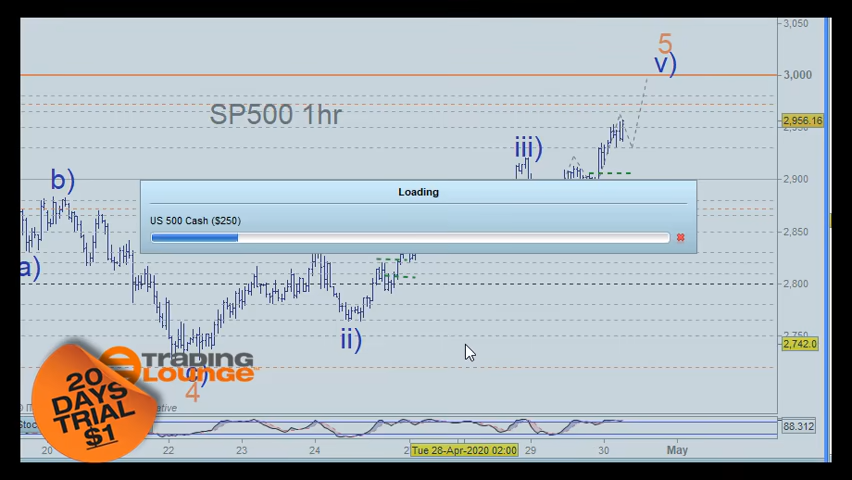 3,050
5
v)
3,000
SP500 1hr
2,956.16
iii)
b)
2,900
Loading
US 500 Cash ($250)
2,850
a)
2,800
ii)
2,750
2,742.0
TRADING
LOUNGE
4
20
DAYS
TRIAL
$1
88.312
20
22
23
24
Tue 28-Apr-2020 02:00
29
30
May